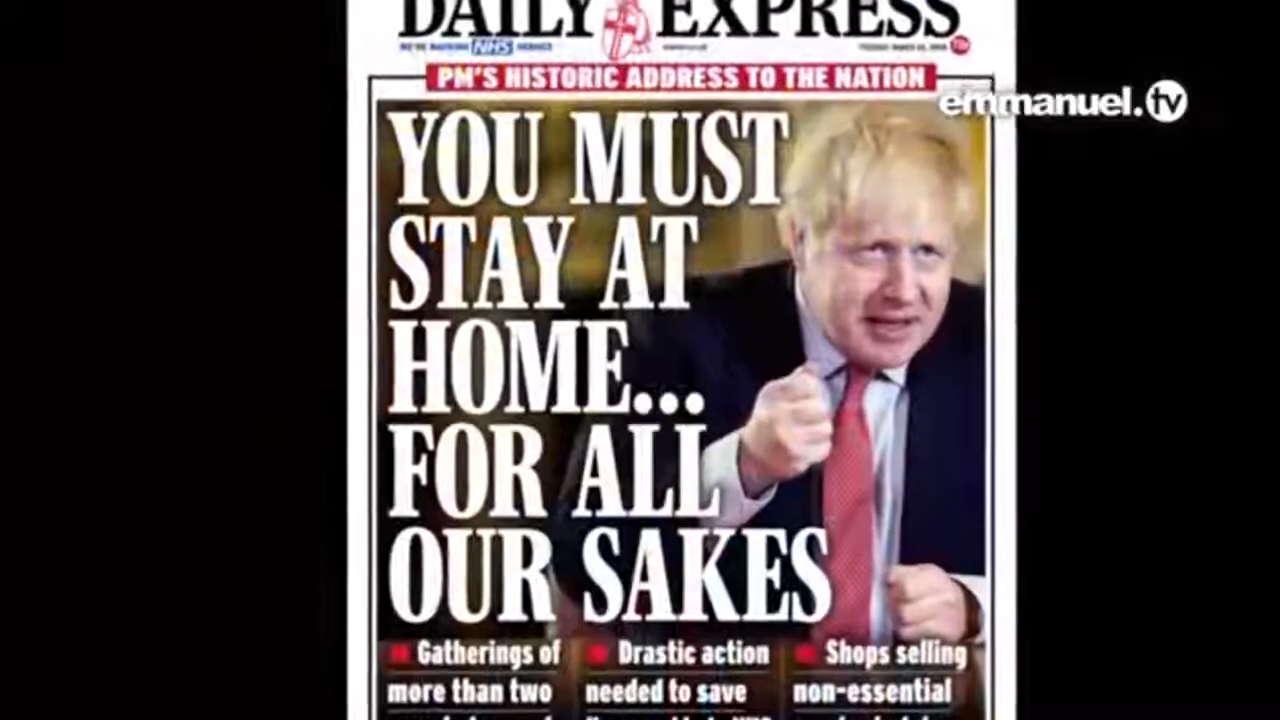 DAILY EXPRESS
NHS
PM'S HISTORIC ADDRESS TO THE NATION
emmanuel.tv
YOU MUST
STAY AT
HOME...
FOR ALL
OUR SAKES
Gatherings of
more than two
Drastic action
needed to save
Shops selling
non-essential